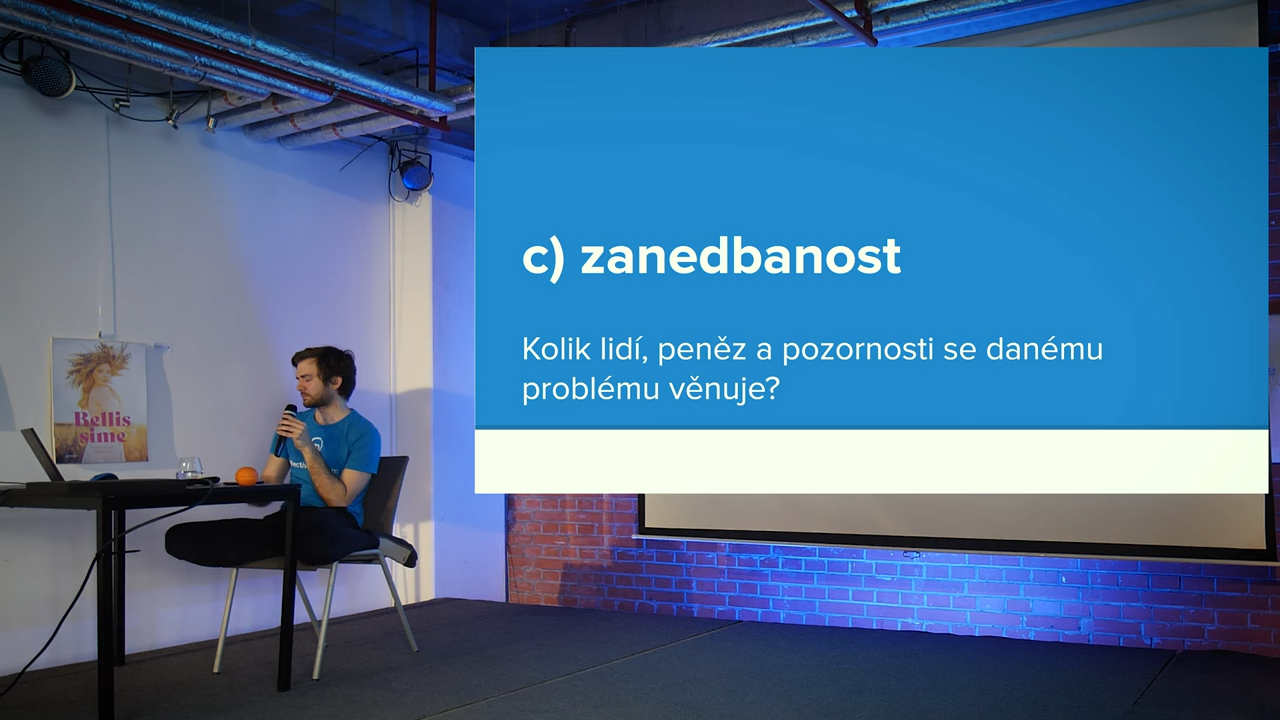 c) zanedbanost
Kolik lidí, peněz a pozornosti se danému
problému věnuje?
Bellis
sime